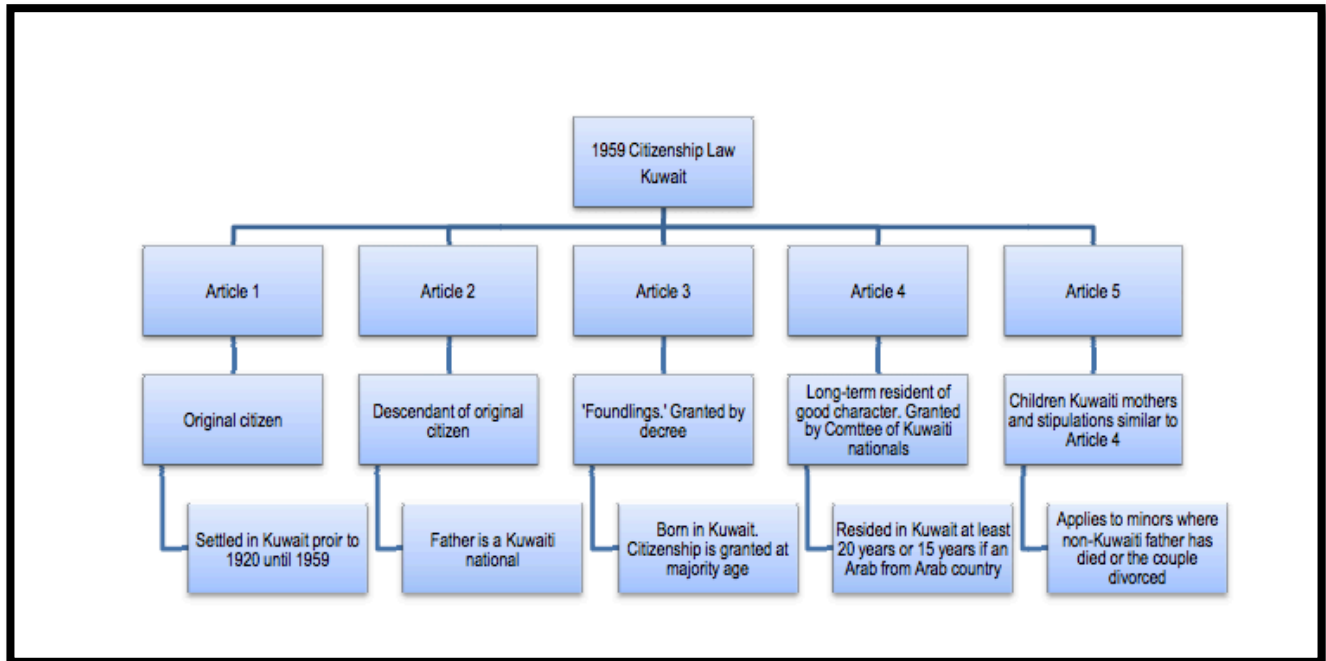 1959 Citizenship Law
Kuwait
Article 1
Article 2
Article 3
Article 4
Article 5
Original citizen
Descendant of original
citizen
'Foundlings.' Granted by
decree
Long-term resident of
good character. Granted
by Comttee of Kuwaiti
nationals
Children Kuwaiti mothers
and stipulations similar to
Article 4
Settled in Kuwait proir to
1920 until 1959
Father is a Kuwaiti
national
Born in Kuwait.
Citizenship is granted at
majority age
Resided in Kuwait at least
20 years or 15 years if an
Arab from Arab country
Applies to minors where
non-Kuwaiti father has
died or the couple
divorced